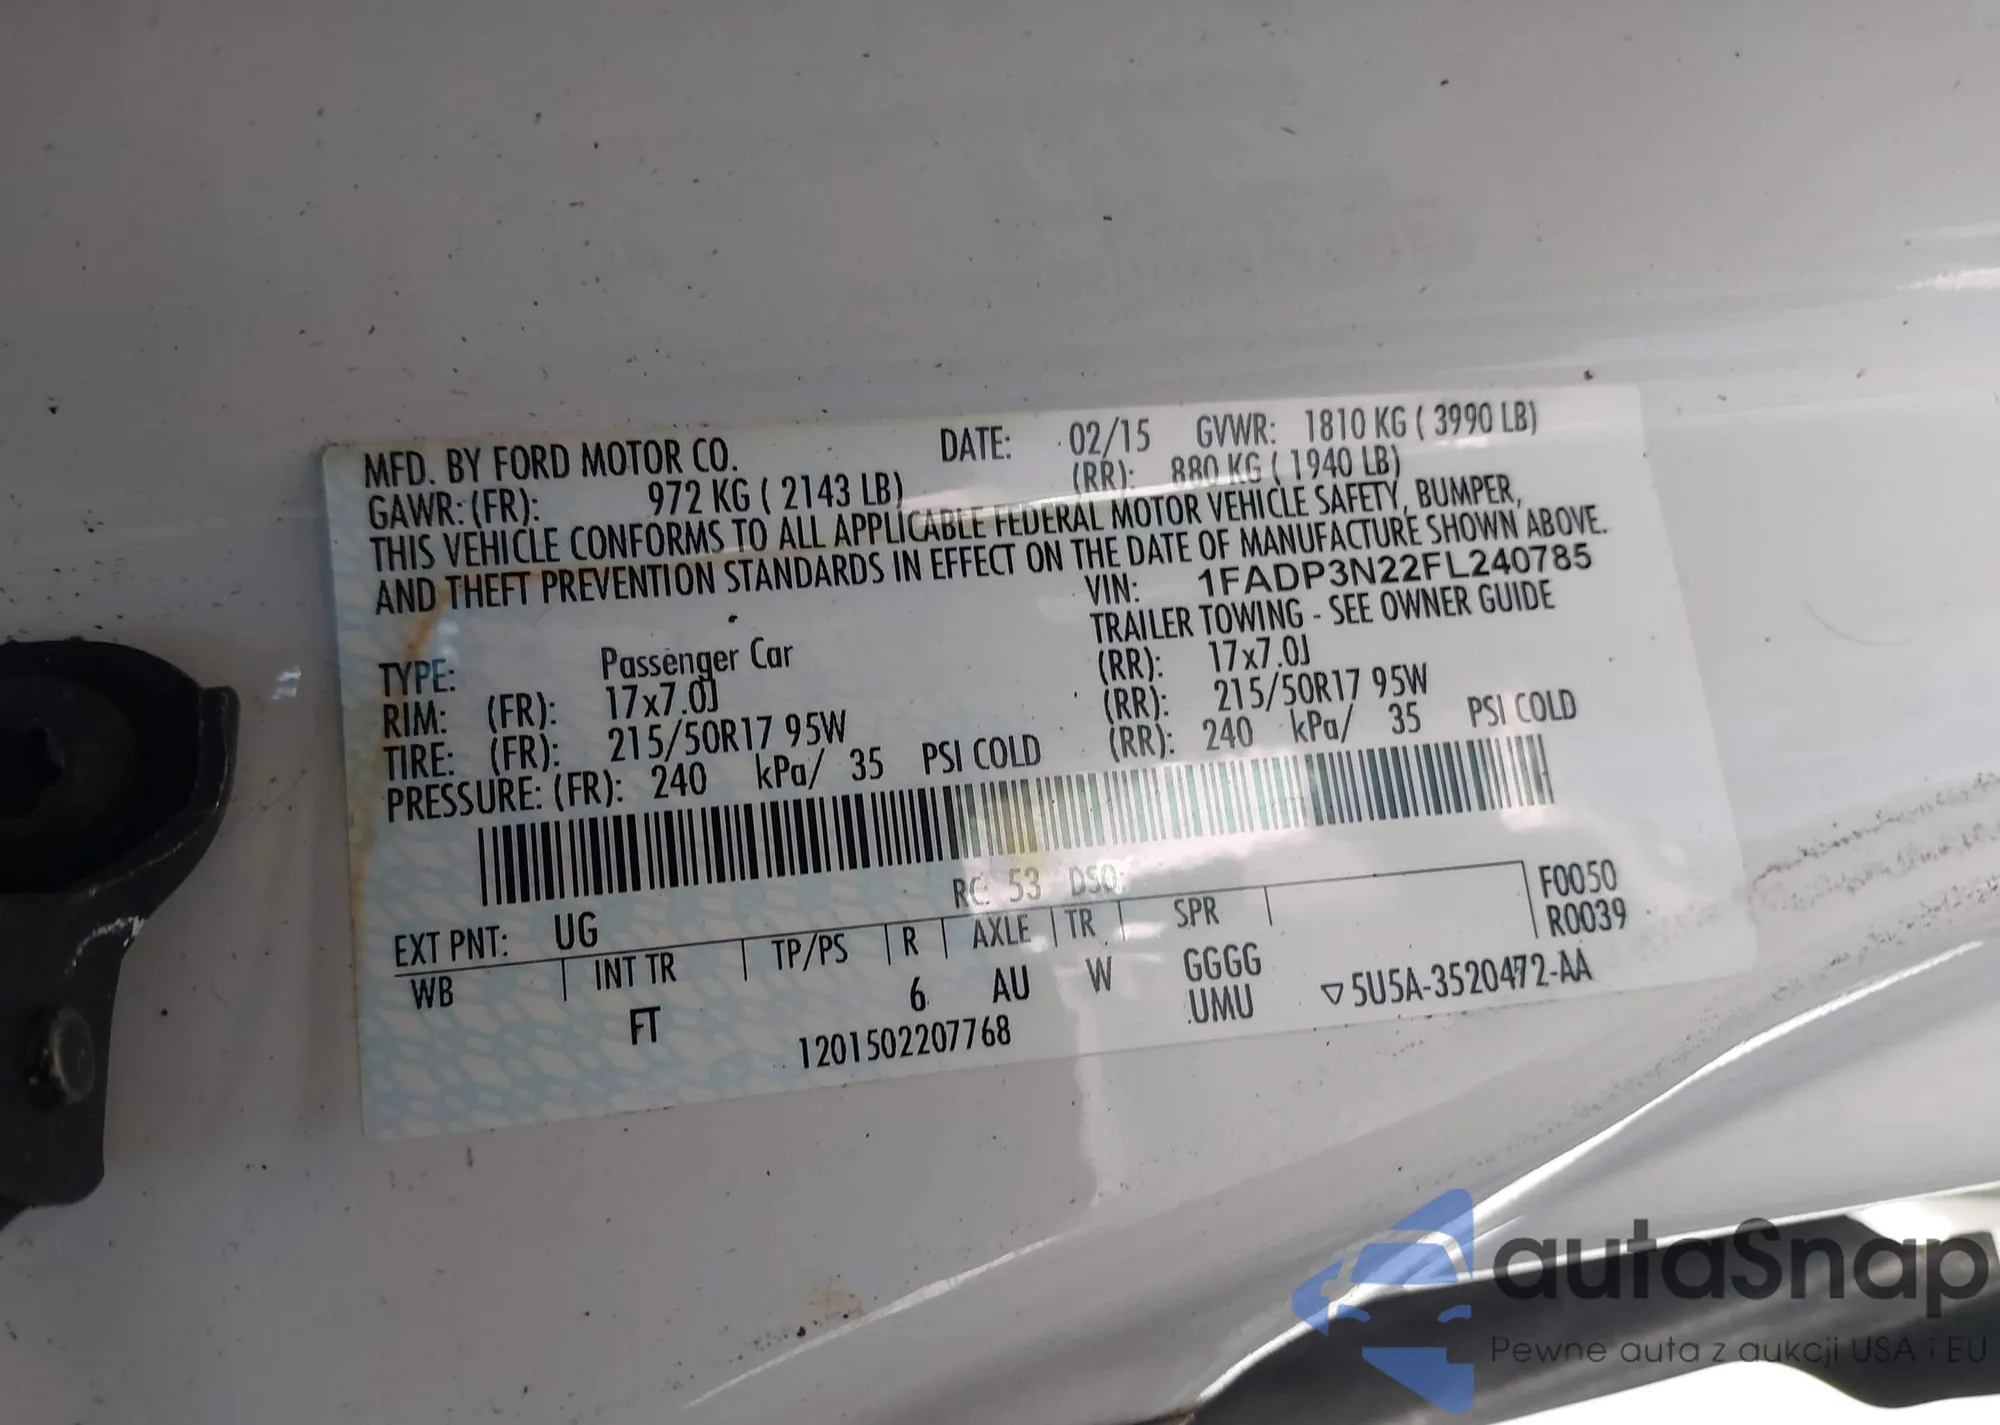 MFD. BY FORD MOTOR CO. DATE: 02/15 GVWR: 1810 KG ( 3990 LB)
GAWR: (FR): 972 KG ( 2143 LB) (RR): 880 KG ( 1940 LB)
THIS VEHICLE CONFORMS TO ALL APPLICABLE FEDERAL MOTOR VEHICLE SAFETY, BUMPER,
AND THEFT PREVENTION STANDARDS IN EFFECT ON THE DATE OF MANUFACTURE SHOWN ABOVE.
VIN: 1FADP3N22FL240785
TRAILER TOWING - SEE OWNER GUIDE
TYPE: Passenger Car
RIM: (FR): 17x7.0J (RR): 17x7.0J
TIRE: (FR): 215/50R17 95W (RR): 215/50R17 95W
PRESSURE: (FR): 240 kPa/ 35 PSI COLD (RR): 240 kPa/ 35 PSI COLD
EXT PNT: UG RC: 53 DSO: F0050
WB INT TR TP/PS R AXLE TR SPR R0039
FT 6 AU W GGGG
1201502207768 UMU ▽5U5A-3520472-AA
autaSnap
Pewne auta z aukcji USA i EU